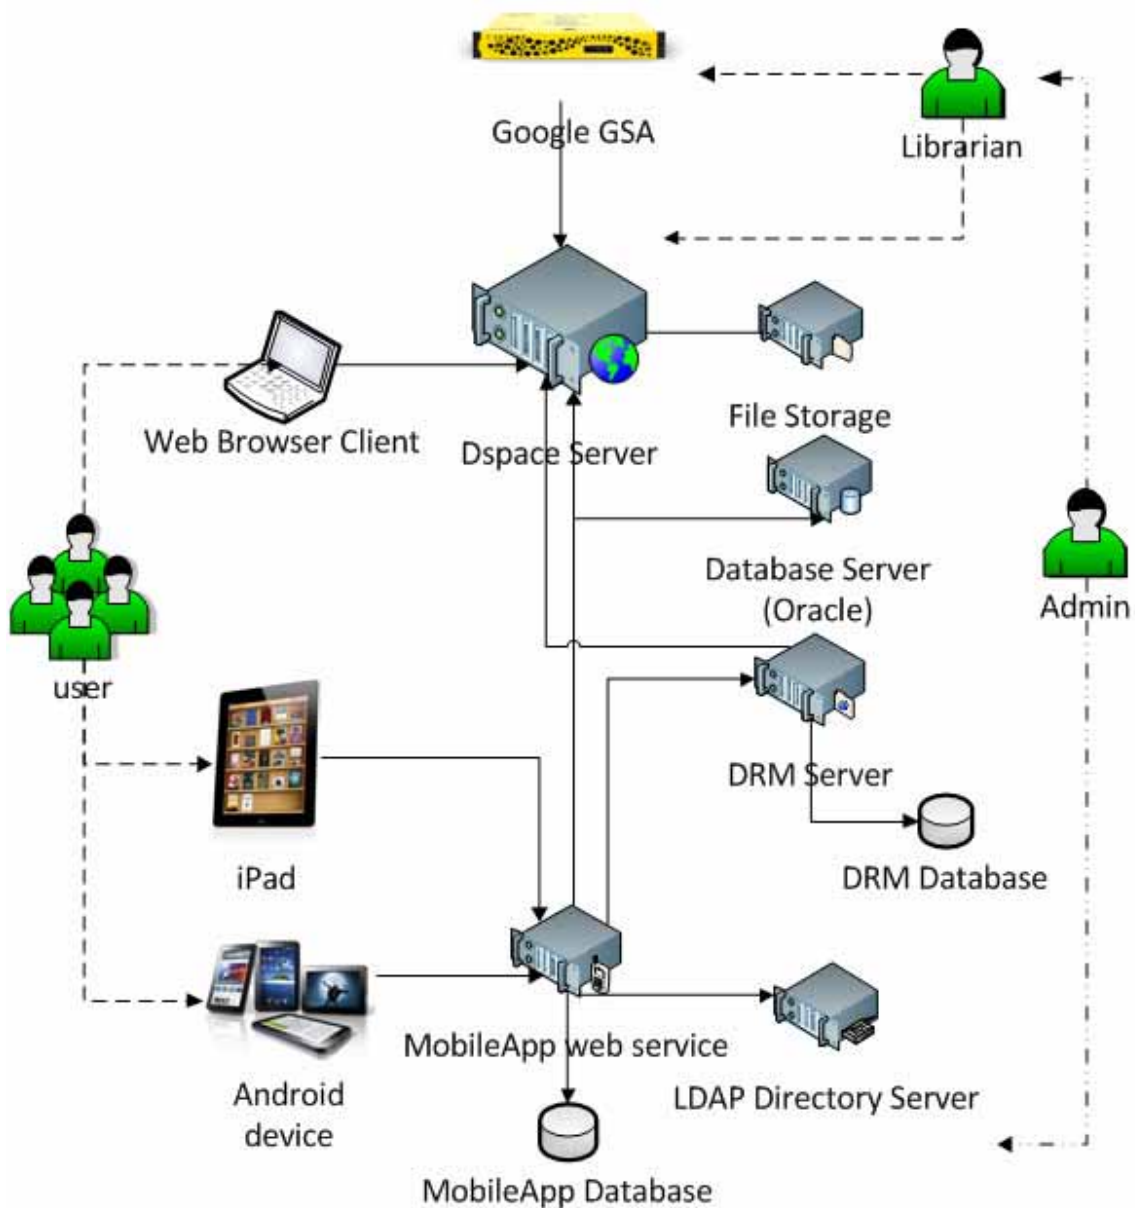 Google GSA
Librarian
Web Browser Client
Dspace Server
File Storage
Database Server
(Oracle)
Admin
user
DRM Server
iPad
DRM Database
MobileApp web service
Android
device
LDAP Directory Server
MobileApp Database